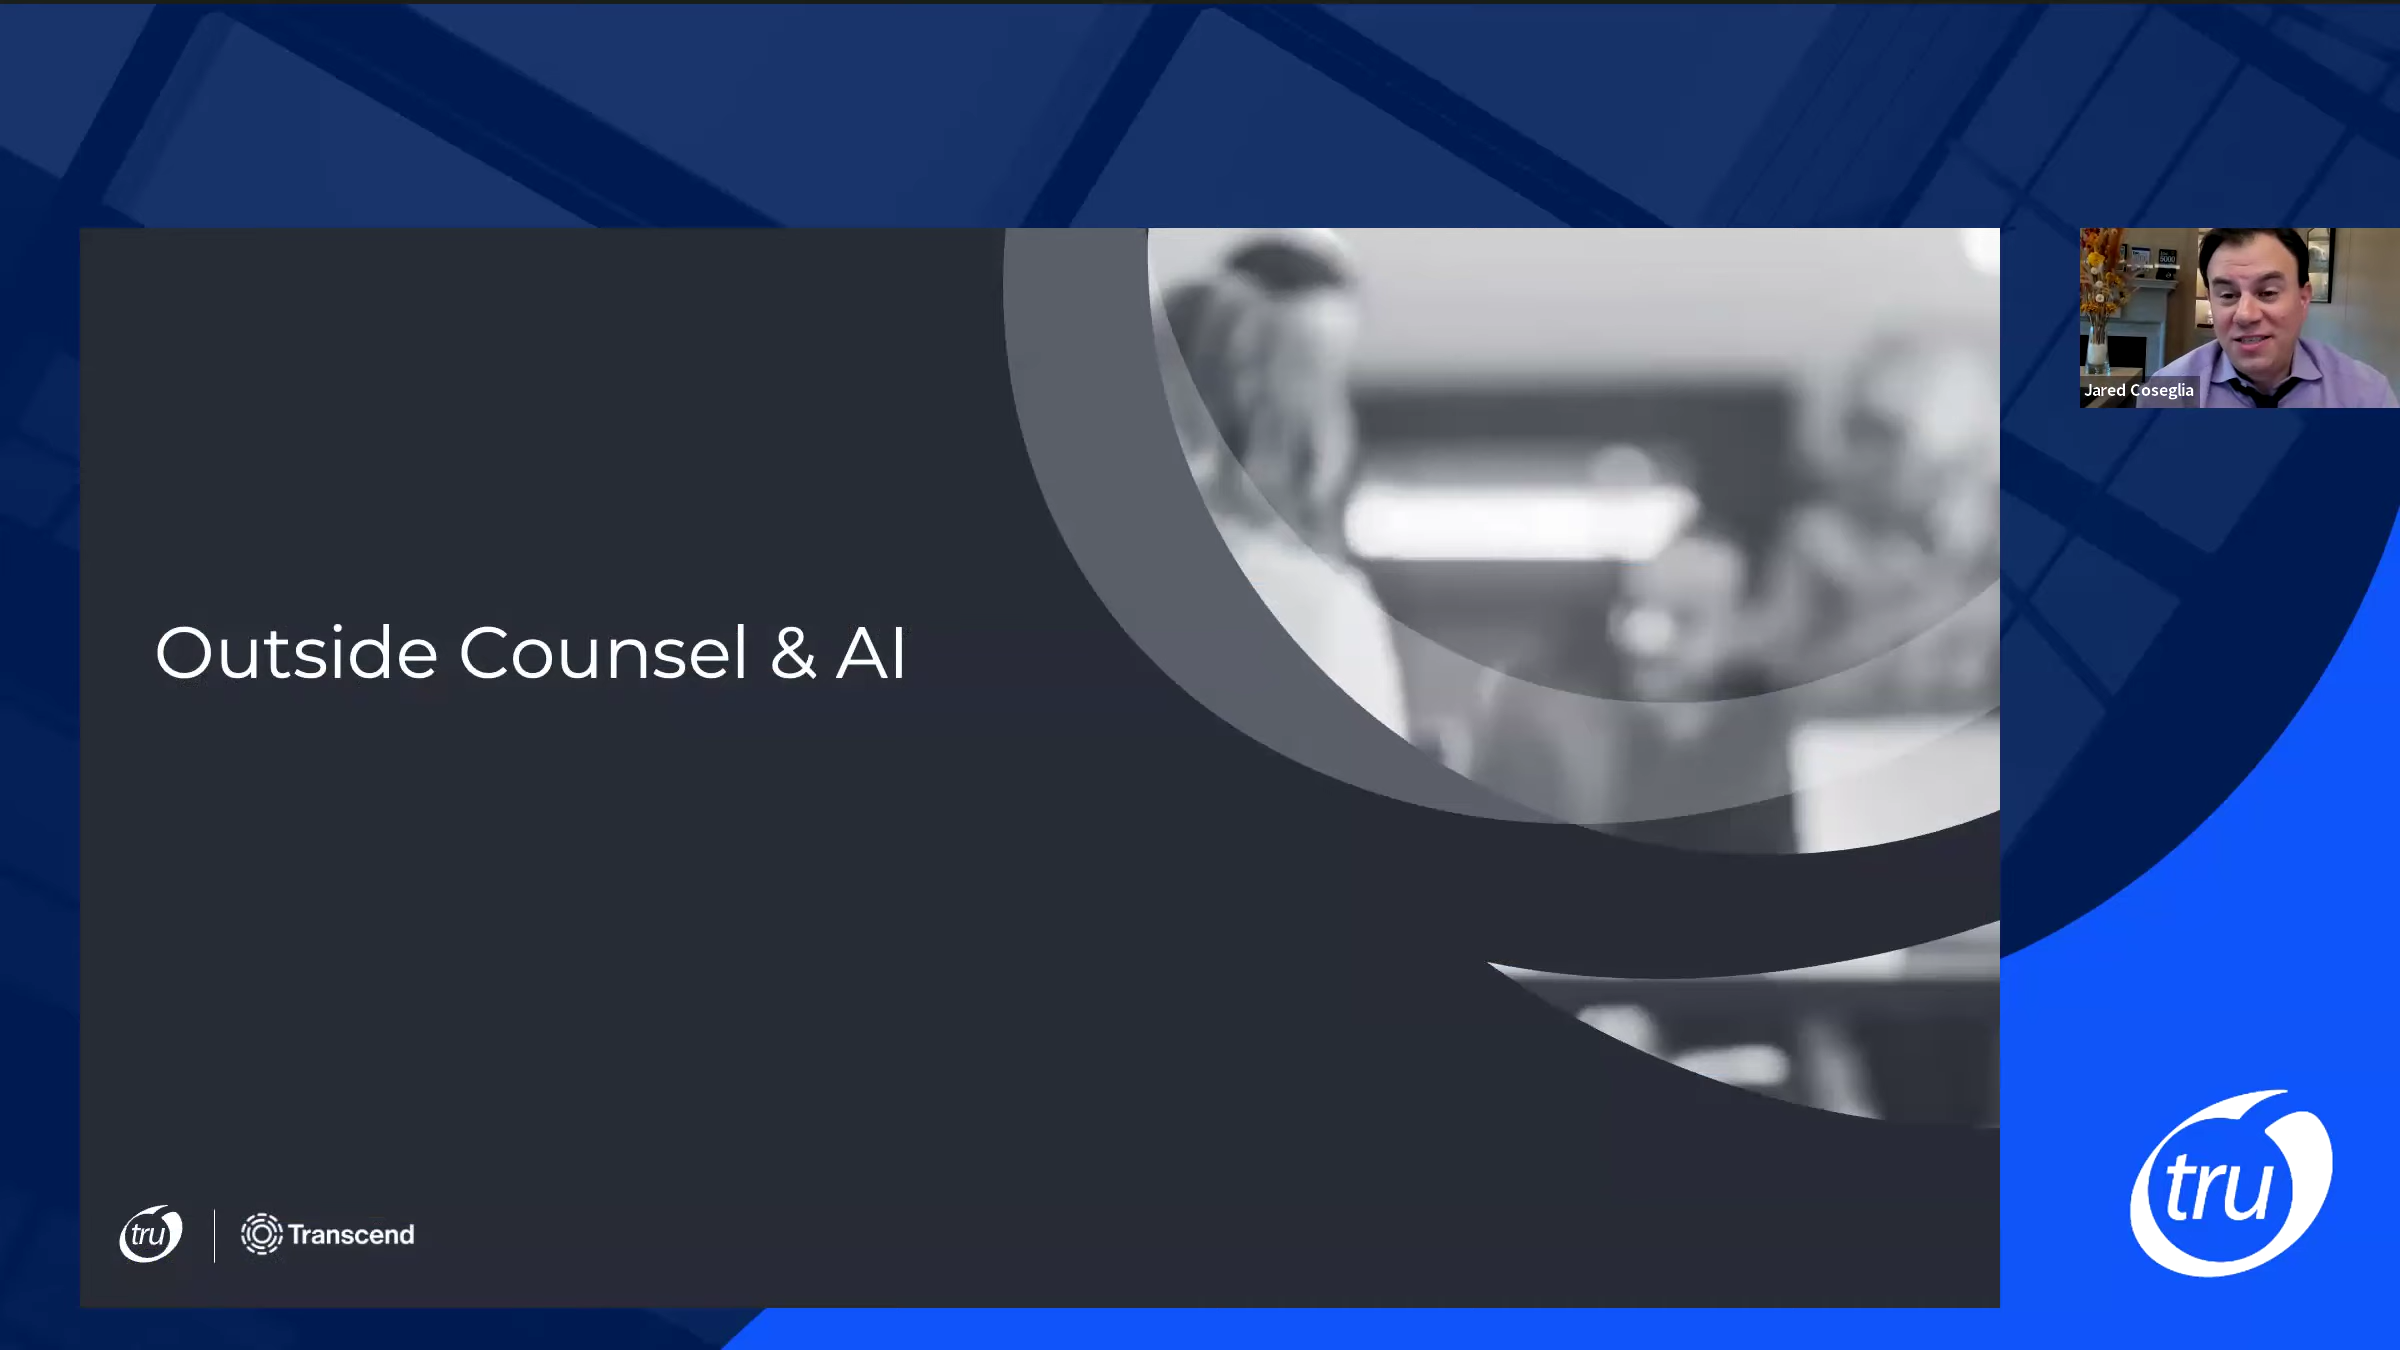 Jared Coseglia
Outside Counsel & AI
tru
Transcend
tru